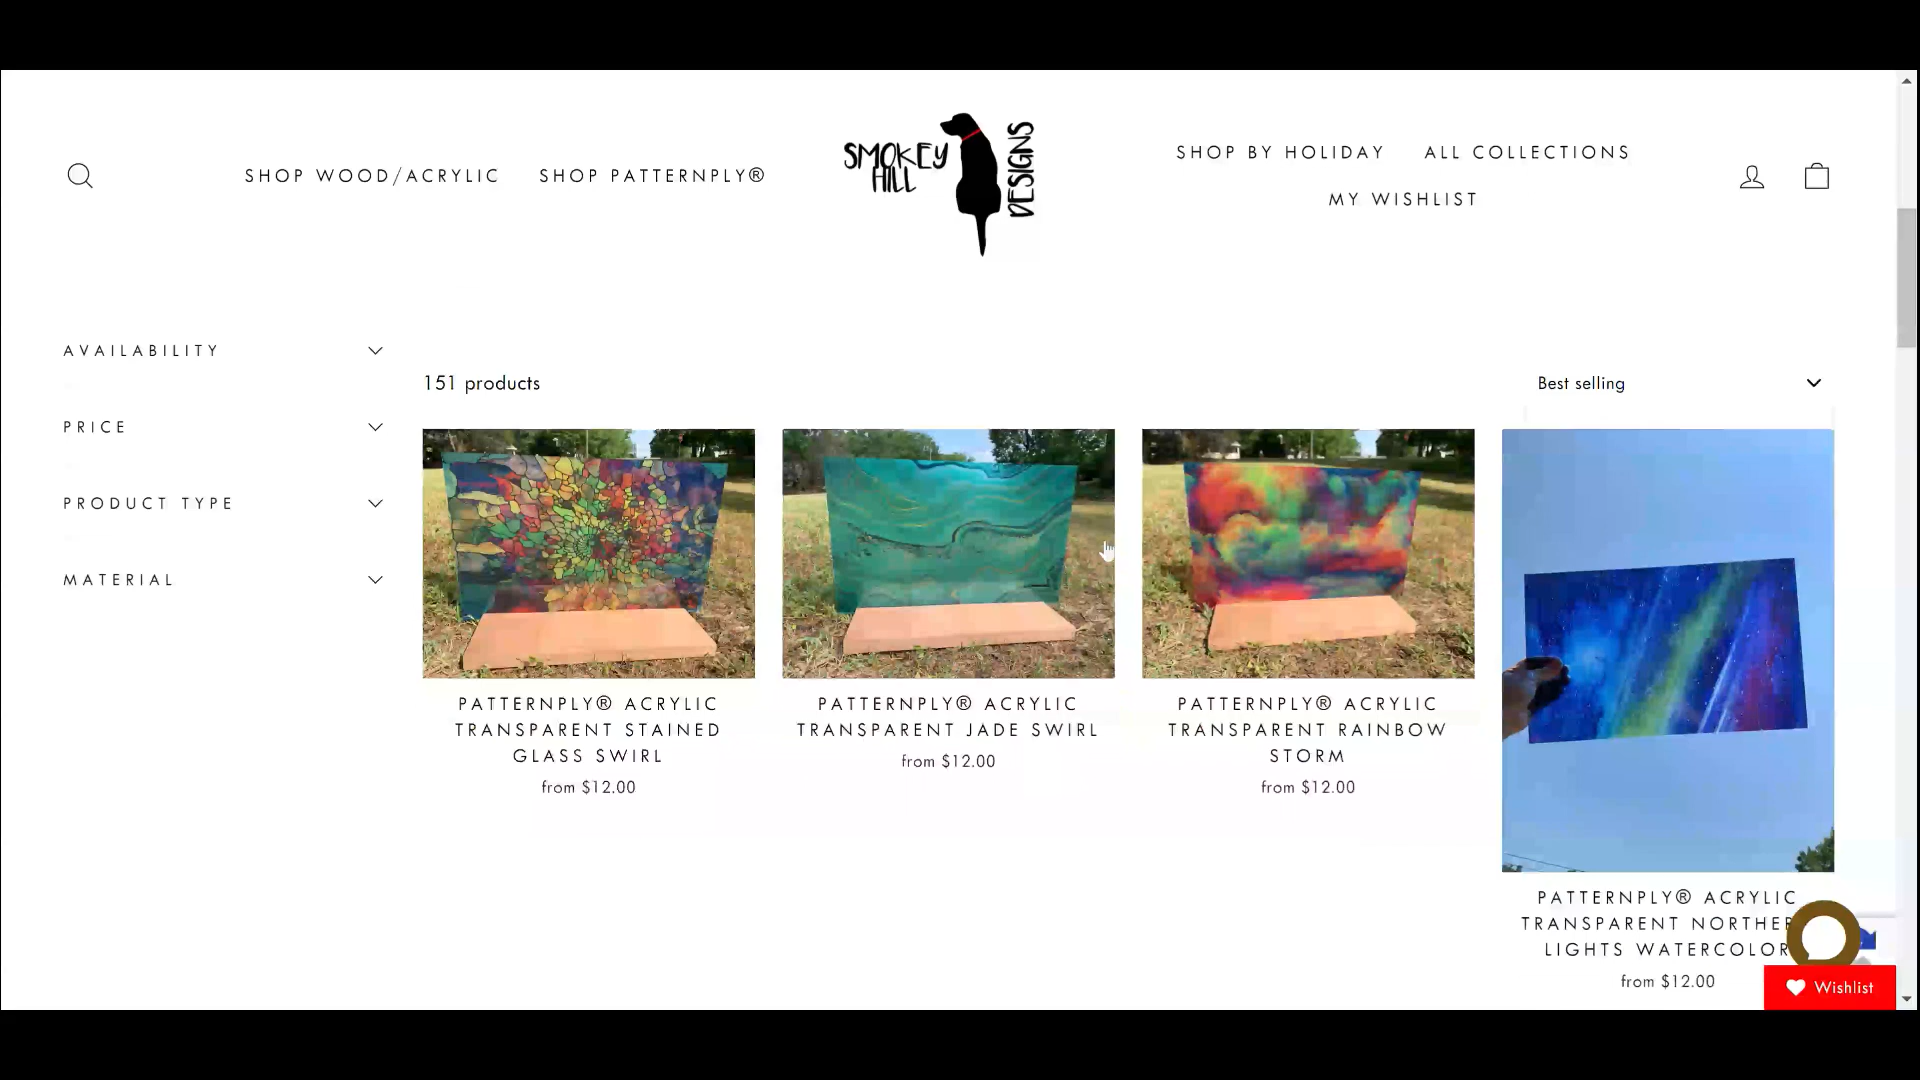 SHOP WOOD/ACRYLIC
SHOP PATTERNPLY®
SMOKEY
HILL
DESIGNS
SHOP BY HOLIDAY
ALL COLLECTIONS
MY WISHLIST
AVAILABILITY
PRICE
PRODUCT TYPE
MATERIAL
151 products
Best selling
PATTERNPLY® ACRYLIC
TRANSPARENT STAINED
GLASS SWIRL
from $12.00
PATTERNPLY® ACRYLIC
TRANSPARENT JADE SWIRL
from $12.00
PATTERNPLY® ACRYLIC
TRANSPARENT RAINBOW
STORM
from $12.00
PATTERNPLY® ACRYLIC
TRANSPARENT NORTHER
LIGHTS WATERCOLOR
from $12.00
Wishlist